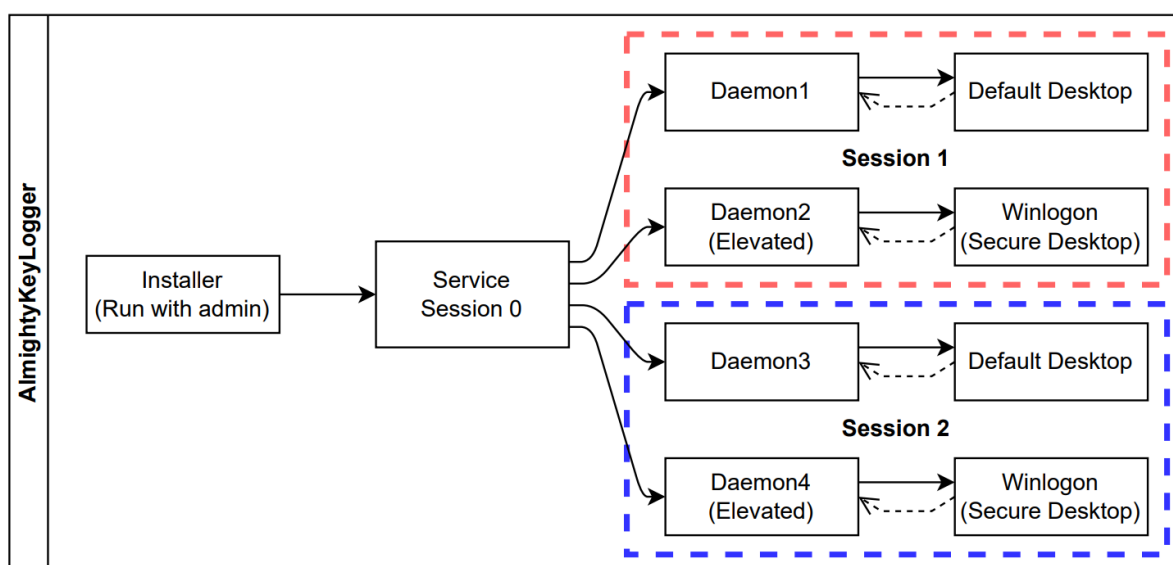 AlmightyKeyLogger
Installer
(Run with admin)
Service
Session 0
Daemon1
Default Desktop
Session 1
Daemon2
(Elevated)
Winlogon
(Secure Desktop)
Daemon3
Default Desktop
Session 2
Daemon4
(Elevated)
Winlogon
(Secure Desktop)